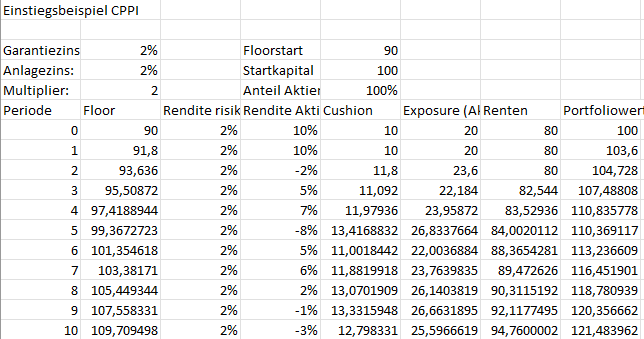 Einstiegsbeispiel CPPI
Garantiezins 2% Floorstart 90
Anlagezins: 2% Startkapital 100
Multiplier: 2 Anteil Aktien 100%
Periode Floor Rendite risik Rendite Akti Cushion Exposure (Ak Renten Portfoliowert
0 90 2% 10% 10 20 80 100
1 91,8 2% 10% 10 20 80 103,6
2 93,636 2% -2% 11,8 23,6 80 104,728
3 95,50872 2% 5% 11,092 22,184 82,544 107,48808
4 97,4188944 2% 7% 11,97936 23,95872 83,52936 110,835778
5 99,3672723 2% -8% 13,4168832 26,8337664 84,0020112 110,369117
6 101,354618 2% 5% 11,0018442 22,0036884 88,3654281 113,236609
7 103,38171 2% 6% 11,8819918 23,7639835 89,472626 116,451901
8 105,449344 2% 2% 13,0701909 26,1403819 90,3115192 118,780939
9 107,558331 2% -1% 13,3315948 26,6631895 92,1177495 120,356662
10 109,709498 2% -3% 12,798331 25,5966619 94,7600002 121,483962